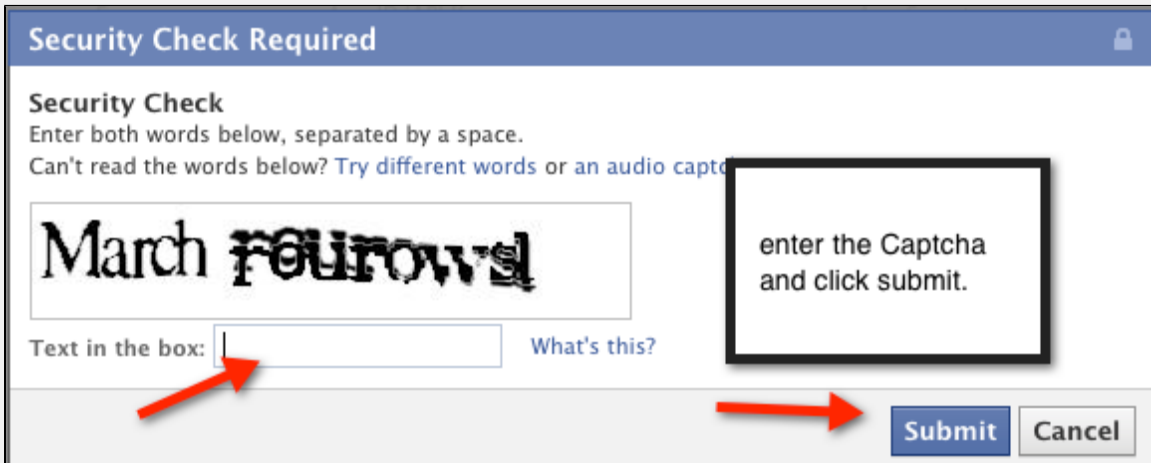 Security Check Required
Security Check
Enter both words below, separated by a space.
Can't read the words below? Try different words or an audio captc
March
enter the Captcha
and click submit.
Text in the box:
What's this?
Submit Cancel